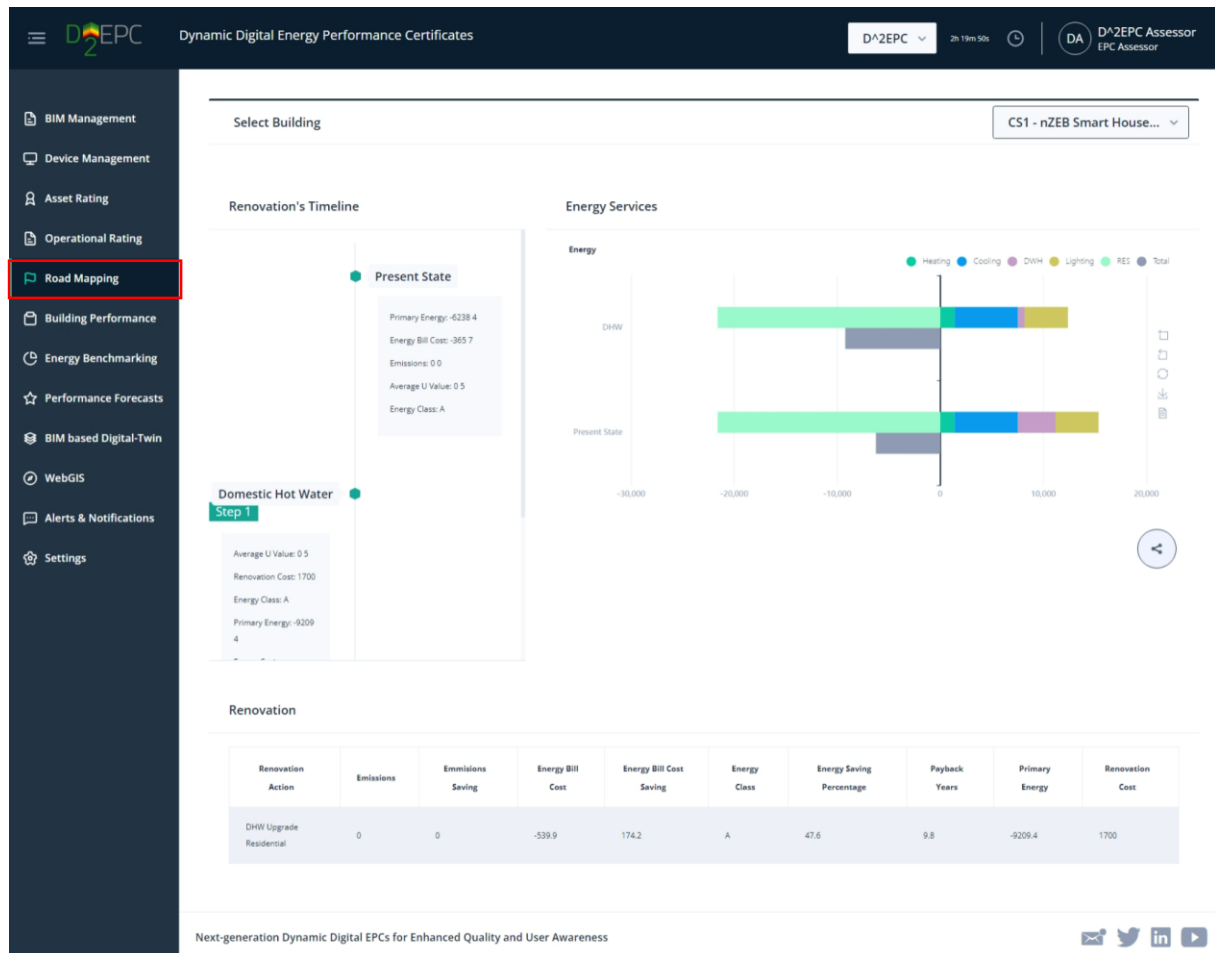 D2EPC
Dynamic Digital Energy Performance Certificates
D^2EPC
2h 19m 50s
DA
D^2EPC Assessor
EPC Assessor
BIM Management
Device Management
Asset Rating
Operational Rating
Road Mapping
Building Performance
Energy Benchmarking
Performance Forecasts
BIM based Digital-Twin
WebGIS
Alerts & Notifications
Settings
Select Building
CS1 - nZEB Smart House...
Renovation's Timeline
Present State
Primary Energy: -6238 4
Energy Bill Cost: -365 7
Emissions: 0 0
Average U Value: 0 5
Energy Class: A
Domestic Hot Water
Step 1
Average U Value: 0 5
Renovation Cost: 1700
Energy Class: A
Primary Energy: -9209
4
Energy Services
Energy
Heating Cooling DWH Lighting RES Total
DHW
Present State
-30,000 -20,000 -10,000 0 10,000 20,000
Renovation
Renovation Emissions Emmisions Energy Bill Energy Bill Cost Energy Energy Saving Payback Primary Renovation
Action Saving Cost Saving Class Percentage Years Energy Cost
DHW Upgrade
Residential
0 0 -539.9 174.2 A 47.6 9.8 -9209.4 1700
Next-generation Dynamic Digital EPCs for Enhanced Quality and User Awareness
in